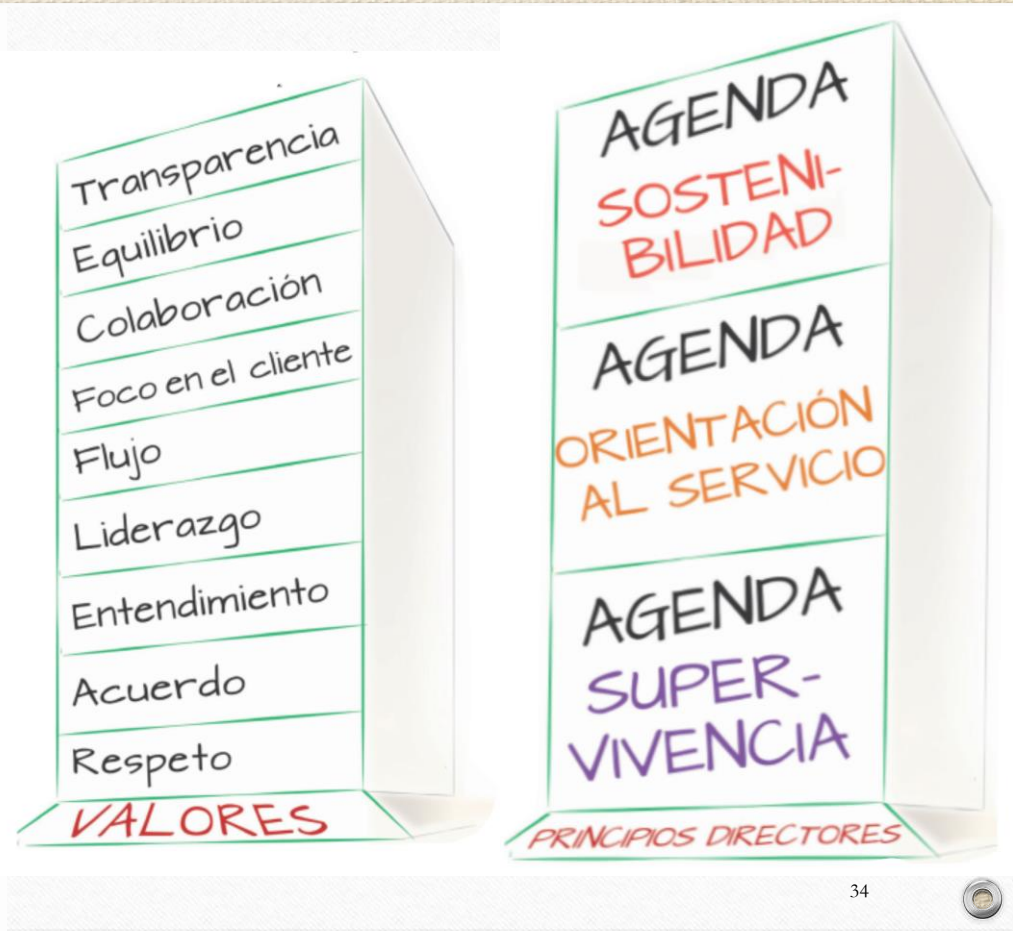 Transparencia
Equilibrio
Colaboración
Foco en el cliente
Flujo
Liderazgo
Entendimiento
Acuerdo
Respeto
VALORES
AGENDA
SOSTENI-
BILIDAD
AGENDA
ORIENTACIÓN
AL SERVICIO
AGENDA
SUPER-
VIVENCIA
PRINCIPIOS DIRECTORES
34